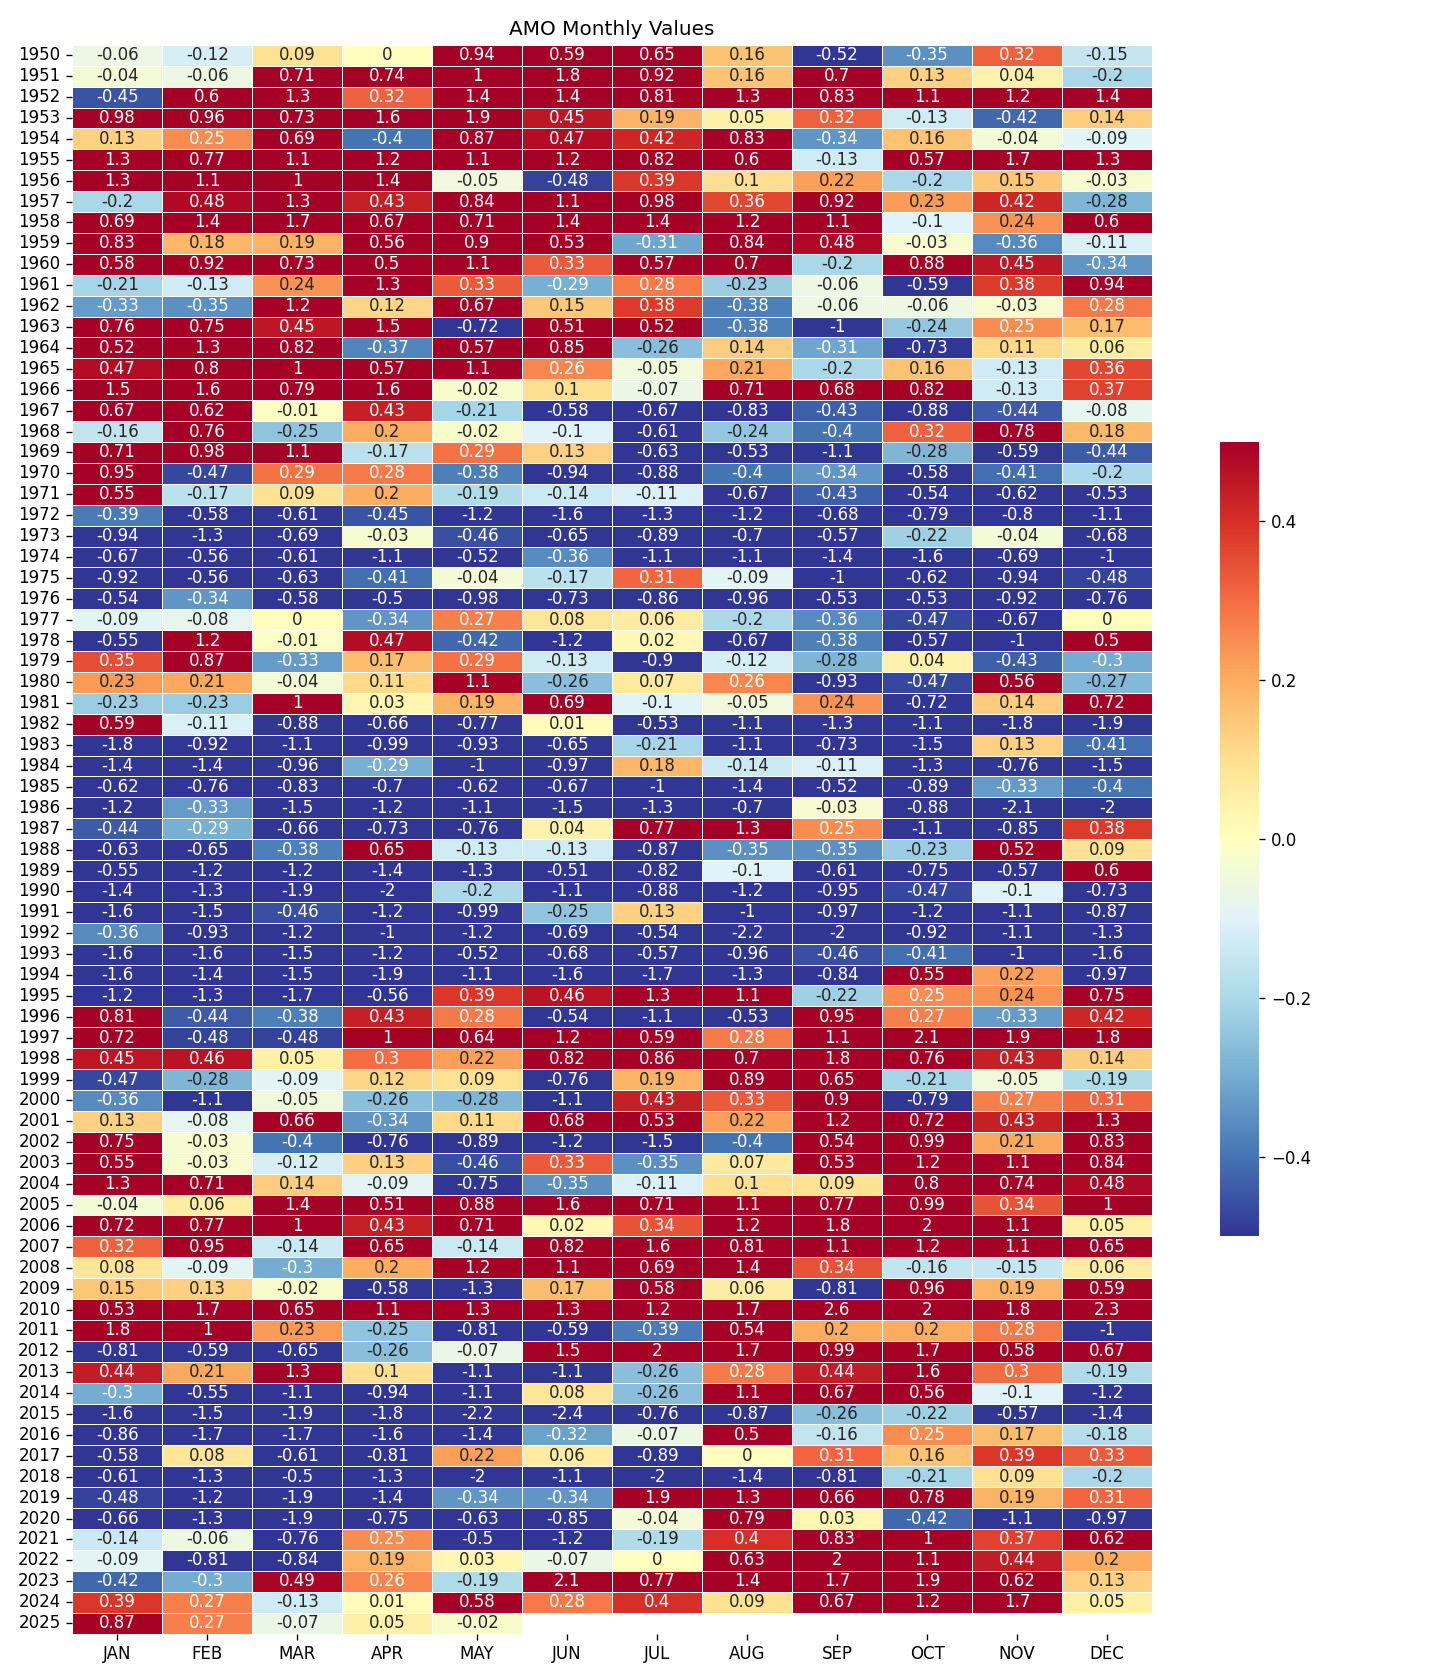 AMO Monthly Values
1950 -0.06 -0.12 0.09 0 0.94 0.59 0.65 0.16 -0.52 -0.35 0.32 -0.15
1951 -0.04 -0.06 0.71 0.74 1 1.8 0.92 0.16 0.7 0.13 0.04 -0.2
1952 -0.45 0.6 1.3 0.32 1.4 1.4 0.81 1.3 0.83 1.1 1.2 1.4
1953 0.98 0.96 0.73 1.6 1.9 0.45 0.19 0.05 0.32 -0.13 -0.42 0.14
1954 0.13 0.25 0.69 -0.4 0.87 0.47 0.42 0.83 -0.34 0.16 -0.04 -0.09
1955 1.3 0.77 1.1 1.2 1.1 1.2 0.82 0.6 -0.13 0.57 1.7 1.3
1956 1.3 1.1 1 1.4 -0.05 -0.48 0.39 0.1 0.22 -0.2 0.15 -0.03
1957 -0.2 0.48 1.3 0.43 0.84 1.1 0.98 0.36 0.92 0.23 0.42 -0.28
1958 0.69 1.4 1.7 0.67 0.71 1.4 1.4 1.2 1.1 -0.1 0.24 0.6
1959 0.83 0.18 0.19 0.56 0.9 0.53 -0.31 0.84 0.48 -0.03 -0.36 -0.11
1960 0.58 0.92 0.73 0.5 1.1 0.33 0.57 0.7 -0.2 0.88 0.45 -0.34
1961 -0.21 -0.13 0.24 1.3 0.33 -0.29 0.28 -0.23 -0.06 -0.59 0.38 0.94
1962 -0.33 -0.35 1.2 0.12 0.67 0.15 0.38 -0.38 -0.06 -0.06 -0.03 0.28
1963 0.76 0.75 0.45 1.5 -0.72 0.51 0.52 -0.38 -1 -0.24 0.25 0.17
1964 0.52 1.3 0.82 -0.37 0.57 0.85 -0.26 0.14 -0.31 -0.73 0.11 0.06
1965 0.47 0.8 1 0.57 1.1 0.26 -0.05 0.21 -0.2 0.16 -0.13 0.36
1966 1.5 1.6 0.79 1.6 -0.02 0.1 -0.07 0.71 0.68 0.82 -0.13 0.37
1967 0.67 0.62 -0.01 0.43 -0.21 -0.58 -0.67 -0.83 -0.43 -0.88 -0.44 -0.08
1968 -0.16 0.76 -0.25 0.2 -0.02 -0.1 -0.61 -0.24 -0.4 0.32 0.78 0.18
1969 0.71 0.98 1.1 -0.17 0.29 0.13 -0.63 -0.53 -1.1 -0.28 -0.59 -0.44
1970 0.95 -0.47 0.29 0.28 -0.38 -0.94 -0.88 -0.4 -0.34 -0.58 -0.41 -0.2
1971 0.55 -0.17 0.09 0.2 -0.19 -0.14 -0.11 -0.67 -0.43 -0.54 -0.62 -0.53
1972 -0.39 -0.58 -0.61 -0.45 -1.2 -1.6 -1.3 -1.2 -0.68 -0.79 -0.8 -1.1
1973 -0.94 -1.3 -0.69 -0.03 -0.46 -0.65 -0.89 -0.7 -0.57 -0.22 -0.04 -0.68
1974 -0.67 -0.56 -0.61 -1.1 -0.52 -0.36 -1.1 -1.1 -1.4 -1.6 -0.69 -1
1975 -0.92 -0.56 -0.63 -0.41 -0.04 -0.17 0.31 -0.09 -1 -0.62 -0.94 -0.48
1976 -0.54 -0.34 -0.58 -0.5 -0.98 -0.73 -0.86 -0.96 -0.53 -0.53 -0.92 -0.76
1977 -0.09 -0.08 0 -0.34 0.27 0.08 0.06 -0.2 -0.36 -0.47 -0.67 0
1978 -0.55 1.2 -0.01 0.47 -0.42 -1.2 0.02 -0.67 -0.38 -0.57 -1 0.5
1979 0.35 0.87 -0.33 0.17 0.29 -0.13 -0.9 -0.12 -0.28 0.04 -0.43 -0.3
1980 0.23 0.21 -0.04 0.11 1.1 -0.26 0.07 0.26 -0.93 -0.47 0.56 -0.27
1981 -0.23 -0.23 1 0.03 0.19 0.69 -0.1 -0.05 0.24 -0.72 0.14 0.72
1982 0.59 -0.11 -0.88 -0.66 -0.77 0.01 -0.53 -1.1 -1.3 -1.1 -1.8 -1.9
1983 -1.8 -0.92 -1.1 -0.99 -0.93 -0.65 -0.21 -1.1 -0.73 -1.5 0.13 -0.41
1984 -1.4 -1.4 -0.96 -0.29 -1 -0.97 0.18 -0.14 -0.11 -1.3 -0.76 -1.5
1985 -0.62 -0.76 -0.83 -0.7 -0.62 -0.67 -1 -1.4 -0.52 -0.89 -0.33 -0.4
1986 -1.2 -0.33 -1.5 -1.2 -1.1 -1.5 -1.3 -0.7 -0.03 -0.88 -2.1 -2
1987 -0.44 -0.29 -0.66 -0.73 -0.76 0.04 0.77 1.3 0.25 -1.1 -0.85 0.38
1988 -0.63 -0.65 -0.38 0.65 -0.13 -0.13 -0.87 -0.35 -0.35 -0.23 0.52 0.09
1989 -0.55 -1.2 -1.2 -1.4 -1.3 -0.51 -0.82 -0.1 -0.61 -0.75 -0.57 0.6
1990 -1.4 -1.3 -1.9 -2 -0.2 -1.1 -0.88 -1.2 -0.95 -0.47 -0.1 -0.73
1991 -1.6 -1.5 -0.46 -1.2 -0.99 -0.25 0.13 -1 -0.97 -1.2 -1.1 -0.87
1992 -0.36 -0.93 -1.2 -1 -1.2 -0.69 -0.54 -2.2 -2 -0.92 -1.1 -1.3
1993 -1.6 -1.6 -1.5 -1.2 -0.52 -0.68 -0.57 -0.96 -0.46 -0.41 -1 -1.6
1994 -1.6 -1.4 -1.5 -1.9 -1.1 -1.6 -1.7 -1.3 -0.84 0.55 0.22 -0.97
1995 -1.2 -1.3 -1.7 -0.56 0.39 0.46 1.3 1.1 -0.22 0.25 0.24 0.75
1996 0.81 -0.44 -0.38 0.43 0.28 -0.54 -1.1 -0.53 0.95 0.27 -0.33 0.42
1997 0.72 -0.48 -0.48 1 0.64 1.2 0.59 0.28 1.1 2.1 1.9 1.8
1998 0.45 0.46 0.05 0.3 0.22 0.82 0.86 0.7 1.8 0.76 0.43 0.14
1999 -0.47 -0.28 -0.09 0.12 0.09 -0.76 0.19 0.89 0.65 -0.21 -0.05 -0.19
2000 -0.36 -1.1 -0.05 -0.26 -0.28 -1.1 0.43 0.33 0.9 -0.79 0.27 0.31
2001 0.13 -0.08 0.66 -0.34 0.11 0.68 0.53 0.22 1.2 0.72 0.43 1.3
2002 0.75 -0.03 -0.4 -0.76 -0.89 -1.2 -1.5 -0.4 0.54 0.99 0.21 0.83
2003 0.55 -0.03 -0.12 0.13 -0.46 0.33 -0.35 0.07 0.53 1.2 1.1 0.84
2004 1.3 0.71 0.14 -0.09 -0.75 -0.35 -0.11 0.1 0.09 0.8 0.74 0.48
2005 -0.04 0.06 1.4 0.51 0.88 1.6 0.71 1.1 0.77 0.99 0.34 1
2006 0.72 0.77 1 0.43 0.71 0.02 0.34 1.2 1.8 2 1.1 0.05
2007 0.32 0.95 -0.14 0.65 -0.14 0.82 1.6 0.81 1.1 1.2 1.1 0.65
2008 0.08 -0.09 -0.3 0.2 1.2 1.1 0.69 1.4 0.34 -0.16 -0.15 0.06
2009 0.15 0.13 -0.02 -0.58 -1.3 0.17 0.58 0.06 -0.81 0.96 0.19 0.59
2010 0.53 1.7 0.65 1.1 1.3 1.3 1.2 1.7 2.6 2 1.8 2.3
2011 1.8 1 0.23 -0.25 -0.81 -0.59 -0.39 0.54 0.2 0.2 0.28 -1
2012 -0.81 -0.59 -0.65 -0.26 -0.07 1.5 2 1.7 0.99 1.7 0.58 0.67
2013 0.44 0.21 1.3 0.1 -1.1 -1.1 -0.26 0.28 0.44 1.6 0.3 -0.19
2014 -0.3 -0.55 -1.1 -0.94 -1.1 0.08 -0.26 1.1 0.67 0.56 -0.1 -1.2
2015 -1.6 -1.5 -1.9 -1.8 -2.2 -2.4 -0.76 -0.87 -0.26 -0.22 -0.57 -1.4
2016 -0.86 -1.7 -1.7 -1.6 -1.4 -0.32 -0.07 0.5 -0.16 0.25 0.17 -0.18
2017 -0.58 0.08 -0.61 -0.81 0.22 0.06 -0.89 0 0.31 0.16 0.39 0.33
2018 -0.61 -1.3 -0.5 -1.3 -2 -1.1 -2 -1.4 -0.81 -0.21 0.09 -0.2
2019 -0.48 -1.2 -1.9 -1.4 -0.34 -0.34 1.9 1.3 0.66 0.78 0.19 0.31
2020 -0.66 -1.3 -1.9 -0.75 -0.63 -0.85 -0.04 0.79 0.03 -0.42 -1.1 -0.97
2021 -0.14 -0.06 -0.76 0.25 -0.5 -1.2 -0.19 0.4 0.83 1 0.37 0.62
2022 -0.09 -0.81 -0.84 0.19 0.03 -0.07 0 0.63 2 1.1 0.44 0.2
2023 -0.42 -0.3 0.49 0.26 -0.19 2.1 0.77 1.4 1.7 1.9 0.62 0.13
2024 0.39 0.27 -0.13 0.01 0.58 0.28 0.4 0.09 0.67 1.2 1.7 0.05
2025 0.87 0.27 -0.07 0.05 -0.02
JAN FEB MAR APR MAY JUN JUL AUG SEP OCT NOV DEC
0.4
0.2
0.0
−0.2
−0.4